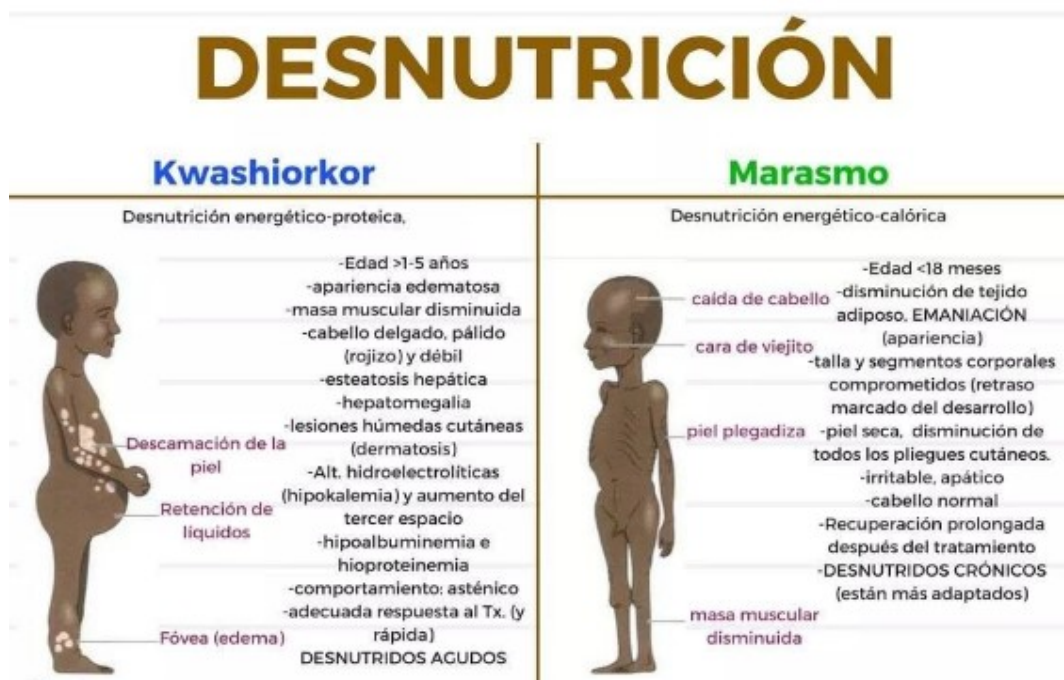 DESNUTRICIÓN
Kwashiorkor
Desnutrición energético-proteica,
-Edad >1-5 años
-apariencia edematosa
-masa muscular disminuida
-cabello delgado, pálido
(rojizo) y débil
-esteatosis hepática
-hepatomegalia
-lesiones húmedas cutáneas
(dermatosis)
-Alt. hidroelectrolíticas
(hipokalemia) y aumento del
tercer espacio
-hipoalbuminemia e
hioproteinemia
-comportamiento: asténico
-adecuada respuesta al Tx. (y
rápida)
DESNUTRIDOS AGUDOS
Descamación de la
piel
Retención de
líquidos
Fóvea (edema)
Marasmo
Desnutrición energético-calórica
caída de cabello
cara de viejito
piel plegadiza
masa muscular
disminuida
-Edad <18 meses
-disminución de tejido
adiposo. EMANIACIÓN
(apariencia)
-talla y segmentos corporales
comprometidos (retraso
marcado del desarrollo)
-piel seca, disminución de
todos los pliegues cutáneos.
-irritable, apático
-cabello normal
-Recuperación prolongada
después del tratamiento
-DESNUTRIDOS CRÓNICOS
(están más adaptados)